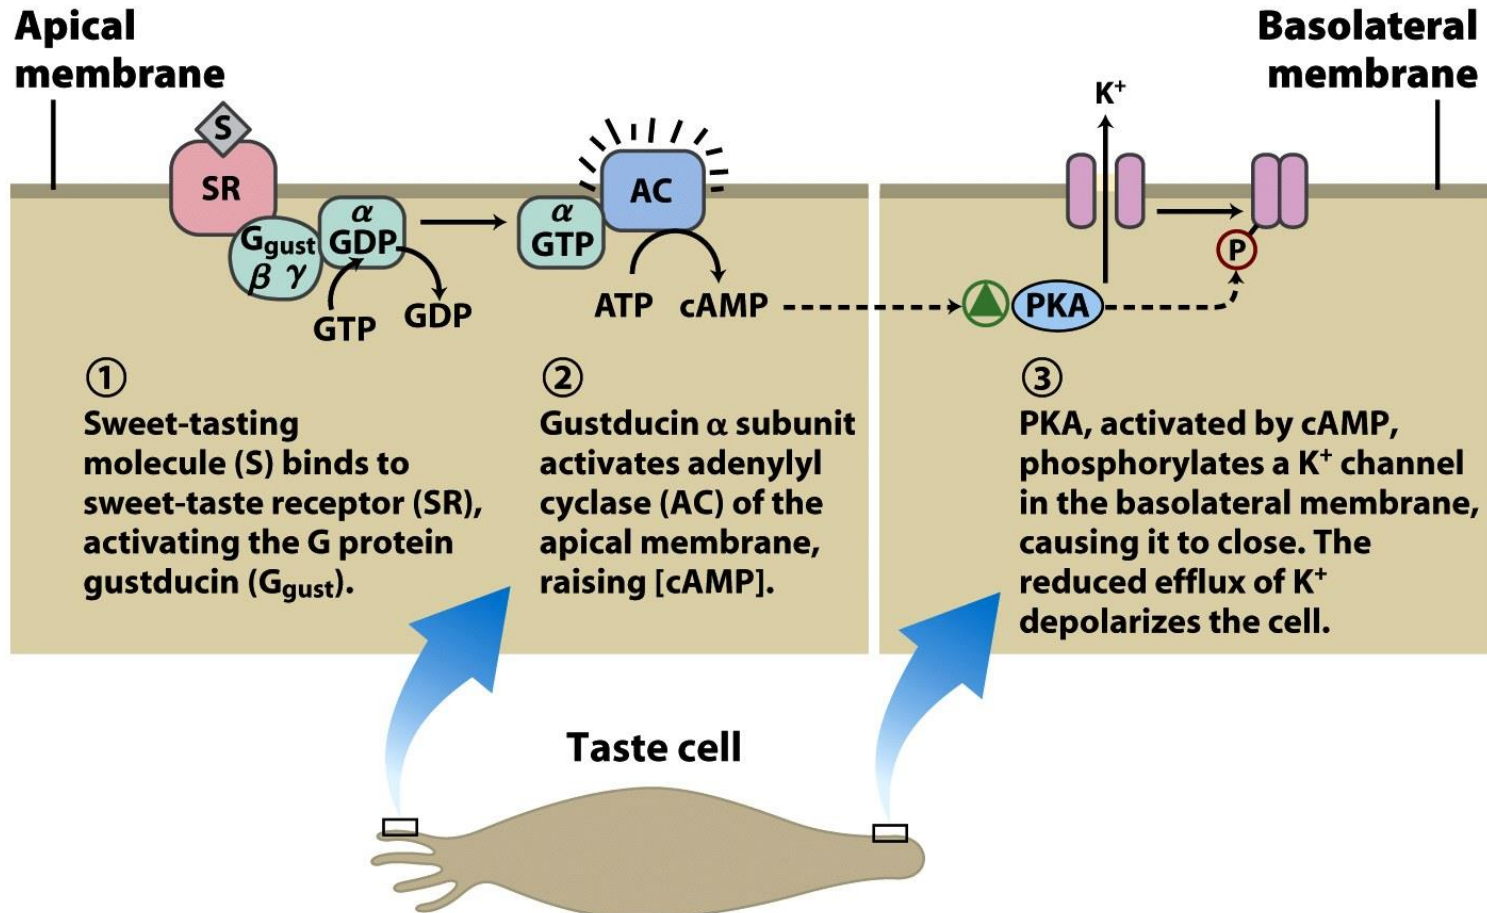 Apical
membrane
Basolateral
membrane
S
SR
G_gust
β γ
α
GDP
GTP
GDP
α
GTP
AC
ATP
cAMP
K⁺
PKA
P
①
Sweet-tasting
molecule (S) binds to
sweet-taste receptor (SR),
activating the G protein
gustducin (G_gust).
②
Gustducin α subunit
activates adenylyl
cyclase (AC) of the
apical membrane,
raising [cAMP].
③
PKA, activated by cAMP,
phosphorylates a K⁺ channel
in the basolateral membrane,
causing it to close. The
reduced efflux of K⁺
depolarizes the cell.
Taste cell